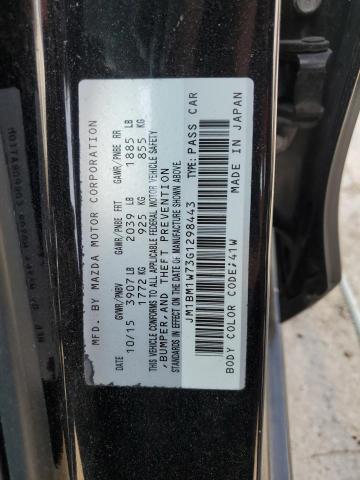 MFD. BY MAZDA MOTOR CORPORATION
GVWR/PNBV GAWR/PNBE FRT GAWR/PNBE RR
10/15 3907 LB 2039 LB 1885 LB
1772 KG 925 KG 855 KG
THIS VEHICLE CONFORMS TO ALL APPLICABLE FEDERAL MOTOR VEHICLE SAFETY
,BUMPER,AND THEFT PREVENTION
STANDARDS IN EFFECT ON THE DATE OF MANUFACTURE SHOWN ABOVE.
JM1BM1W73G1298443 TYPE: PASS CAR
BODY COLOR CODE;41W MADE IN JAPAN